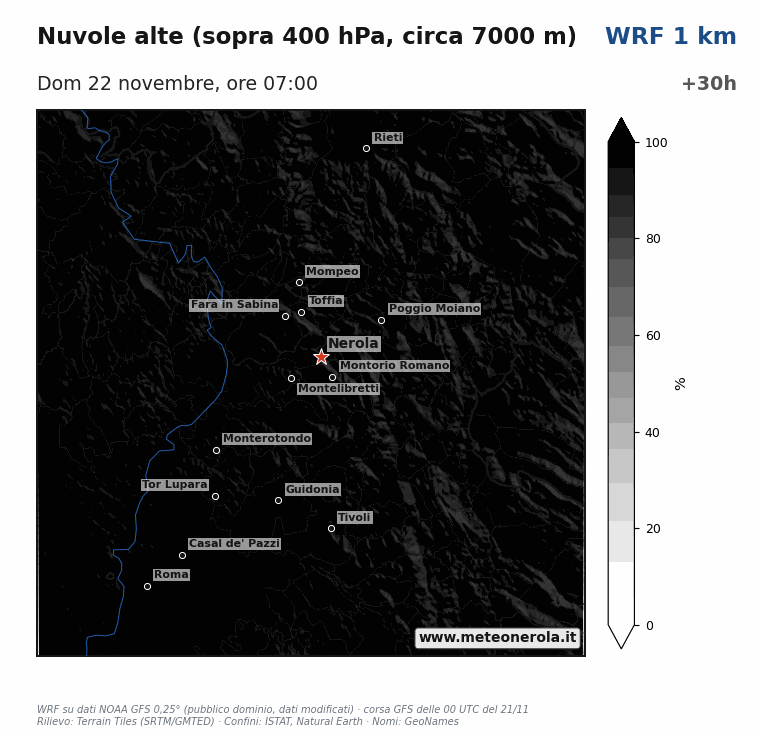 Nuvole alte (sopra 400 hPa, circa 7000 m) WRF 1 km
Dom 22 novembre, ore 07:00 +30h
Rieti
Mompeo
Toffia
Fara in Sabina
Poggio Moiano
Nerola
Montorio Romano
Montelibretti
Monterotondo
Tor Lupara
Guidonia
Tivoli
Casal de' Pazzi
Roma
www.meteonerola.it
100
80
60
40
20
0
%
WRF su dati NOAA GFS 0,25° (pubblico dominio, dati modificati) · corsa GFS delle 00 UTC del 21/11
Rilievo: Terrain Tiles (SRTM/GMTED) · Confini: ISTAT, Natural Earth · Nomi: GeoNames